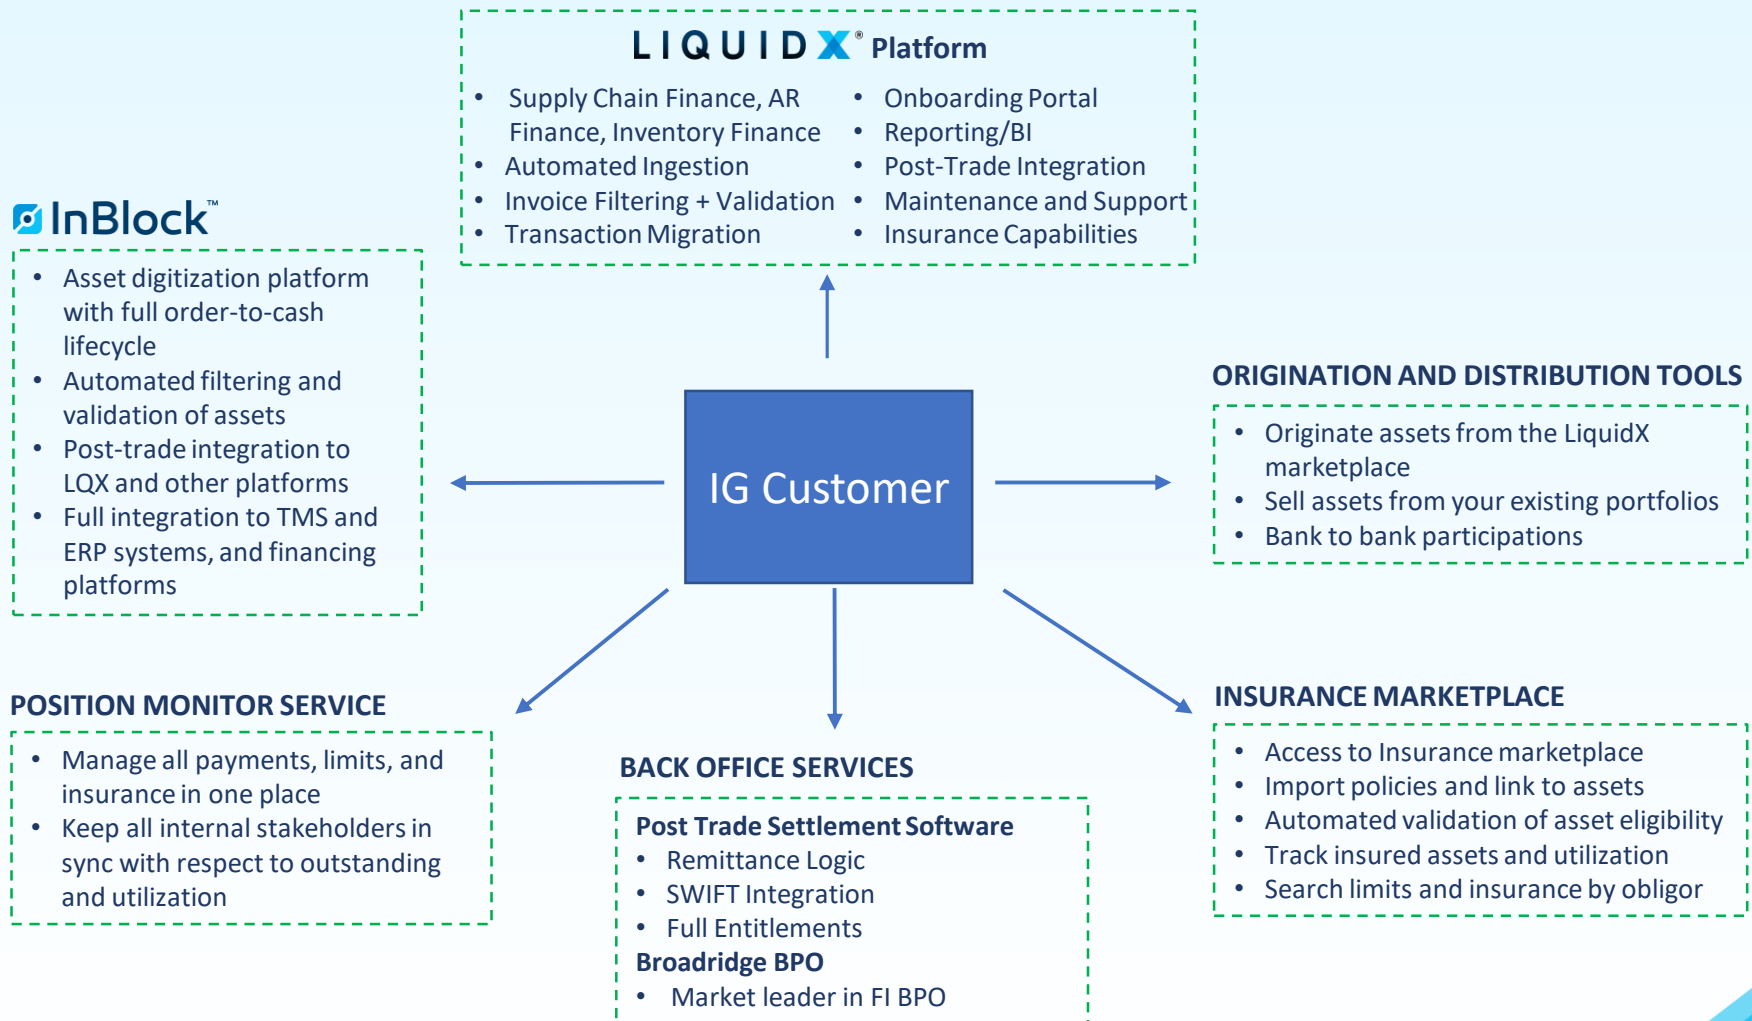 LIQUIDX® Platform
• Supply Chain Finance, AR
Finance, Inventory Finance
• Automated Ingestion
• Invoice Filtering + Validation
• Transaction Migration
• Onboarding Portal
• Reporting/BI
• Post-Trade Integration
• Maintenance and Support
• Insurance Capabilities
InBlock™
• Asset digitization platform
with full order-to-cash
lifecycle
• Automated filtering and
validation of assets
• Post-trade integration to
LQX and other platforms
• Full integration to TMS and
ERP systems, and financing
platforms
IG Customer
ORIGINATION AND DISTRIBUTION TOOLS
• Originate assets from the LiquidX
marketplace
• Sell assets from your existing portfolios
• Bank to bank participations
POSITION MONITOR SERVICE
• Manage all payments, limits, and
insurance in one place
• Keep all internal stakeholders in
sync with respect to outstanding
and utilization
BACK OFFICE SERVICES
Post Trade Settlement Software
• Remittance Logic
• SWIFT Integration
• Full Entitlements
Broadridge BPO
• Market leader in FI BPO
INSURANCE MARKETPLACE
• Access to Insurance marketplace
• Import policies and link to assets
• Automated validation of asset eligibility
• Track insured assets and utilization
• Search limits and insurance by obligor